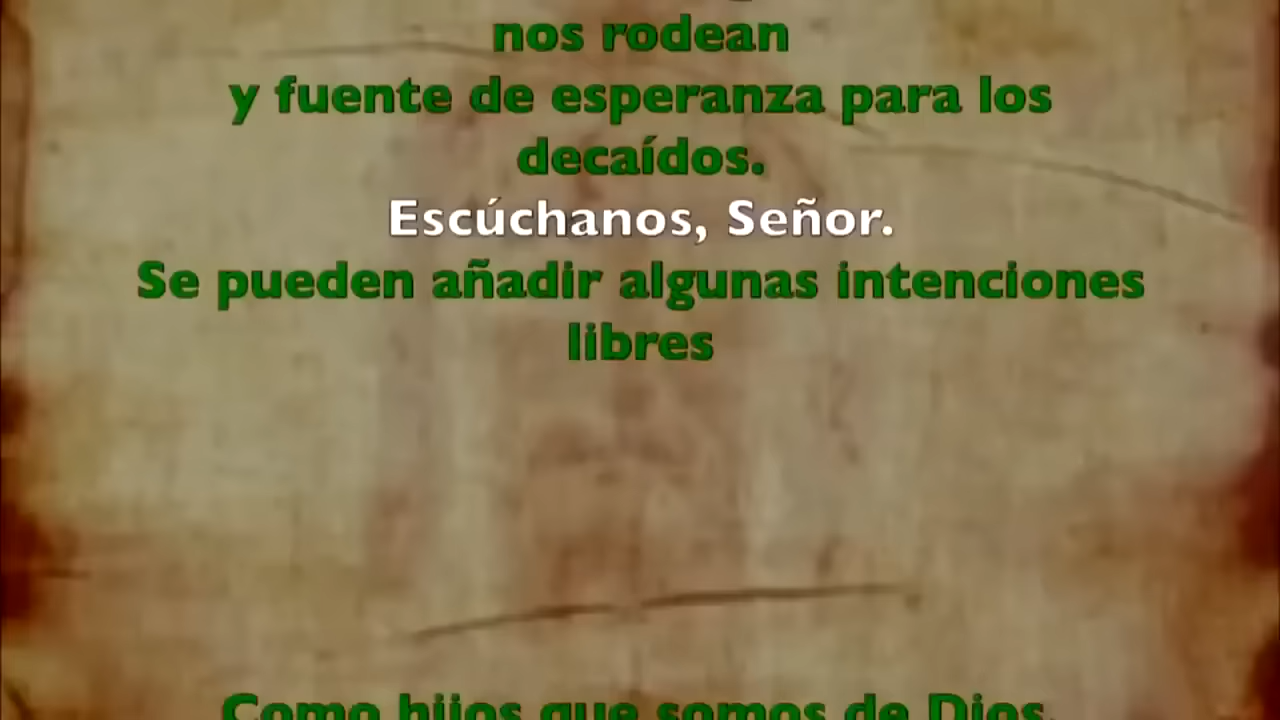 nos rodean
y fuente de esperanza para los
decaídos.
Escúchanos, Señor.
Se pueden añadir algunas intenciones
libres
Como hijos que somos de Dios,